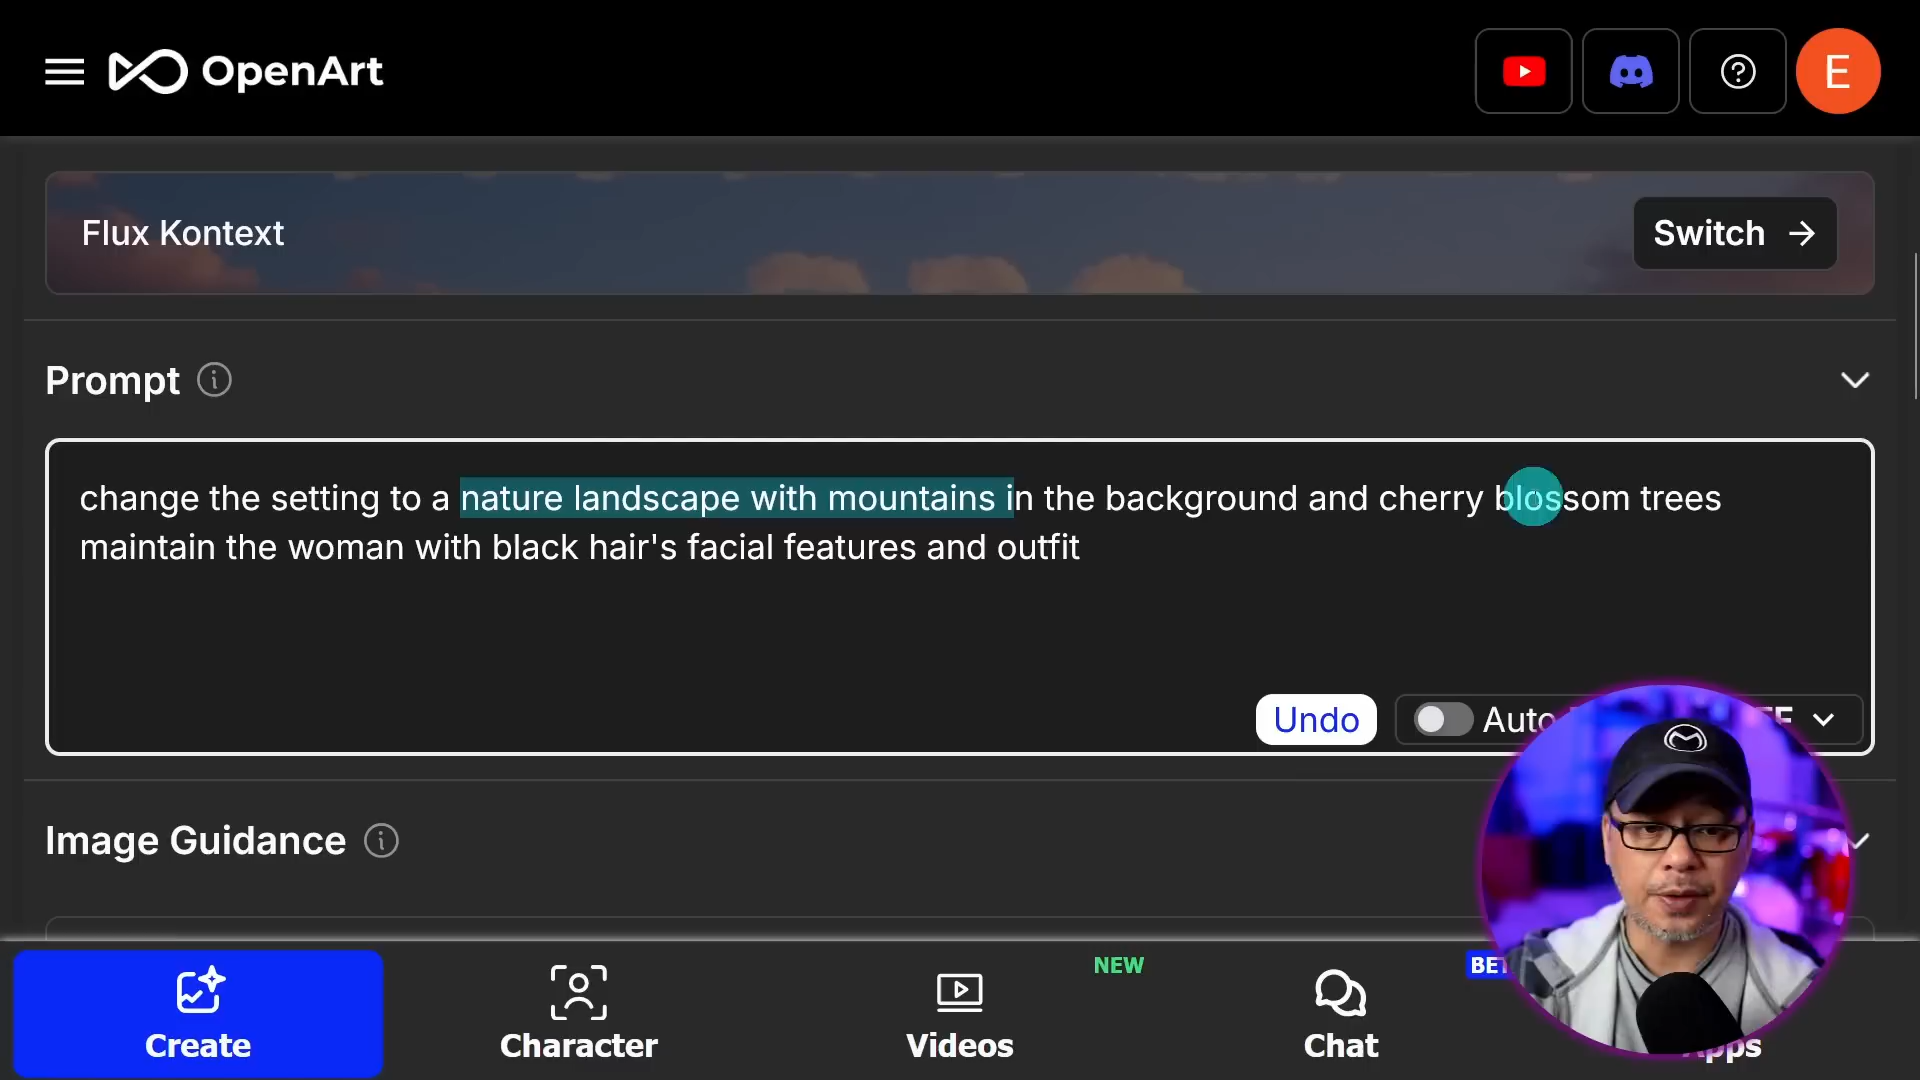 OpenArt
E
Flux Kontext
Switch
Prompt
change the setting to a nature landscape with mountains in the background and cherry blossom trees
maintain the woman with black hair's facial features and outfit
Undo
Auto
Image Guidance
NEW
Create
Character
Videos
Chat
Apps